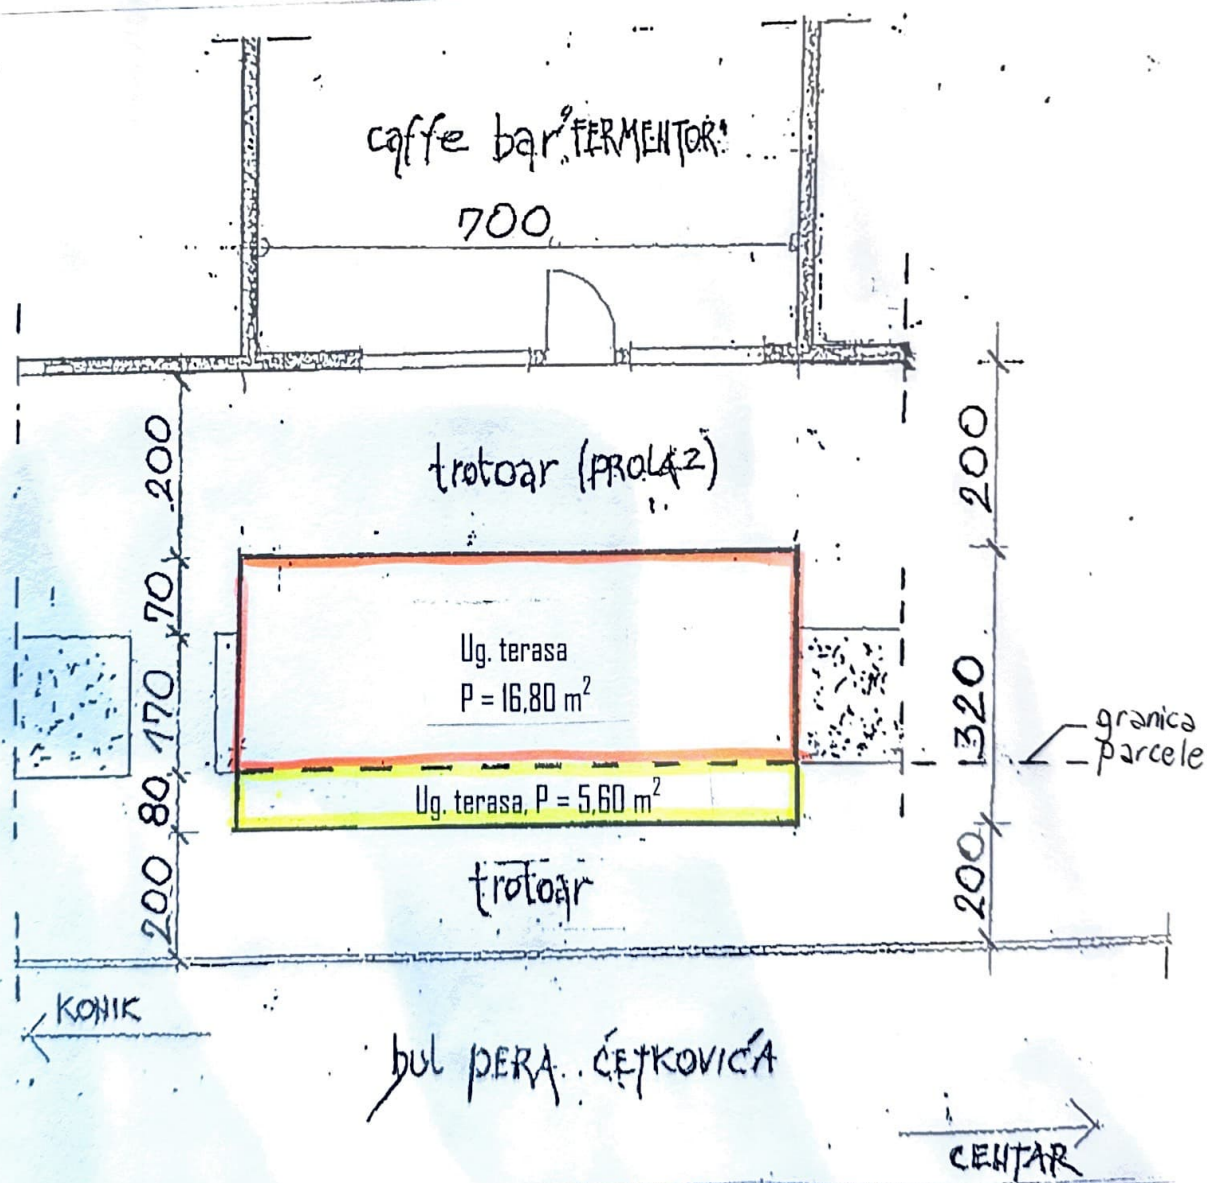 caffe bar "FERMENTOR"
700
200
trotoar (PROLAZ)
200
70
Ug. terasa
P = 16,80 m²
170
320
granica
parcele
80
Ug. terasa, P = 5,60 m²
200
trotoar
200
KONIK
bul PERA ĆETKOVIĆA
CENTAR